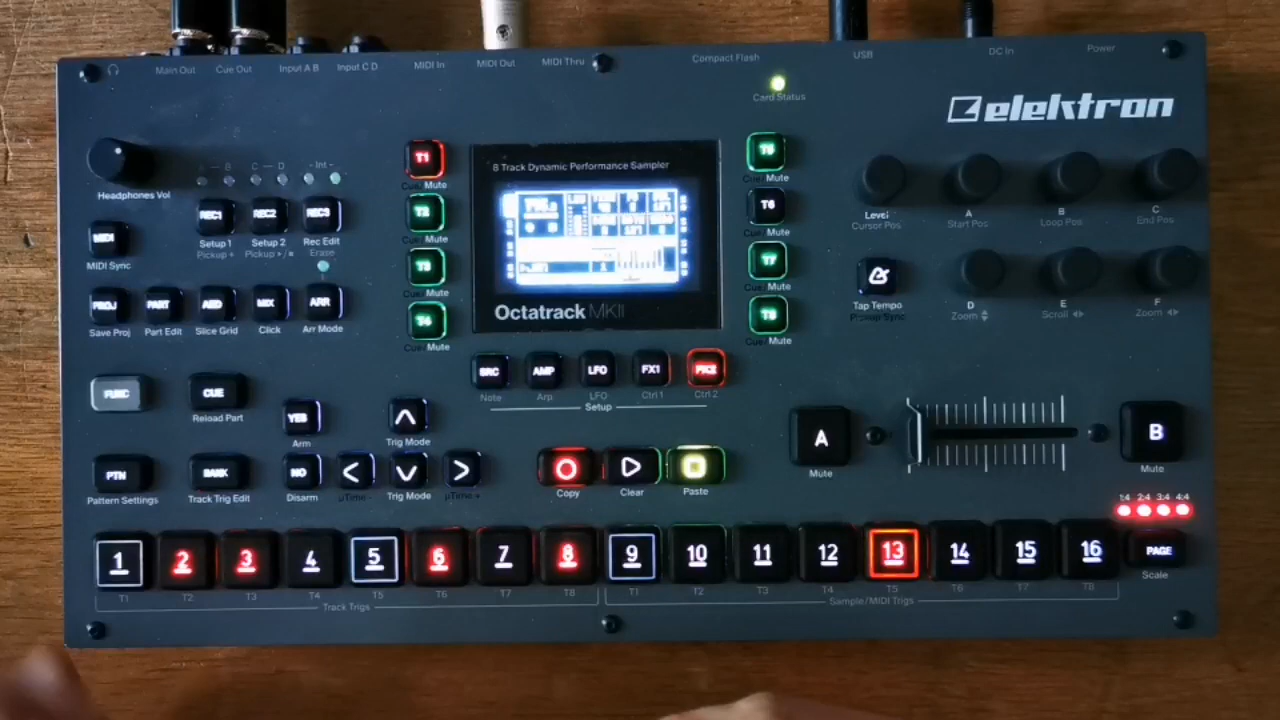 Main Out Cue Out Input A B Input C D MIDI In MIDI Out MIDI Thru Compact Flash USB DC In Power
Card Status
elektron
8 Track Dynamic Performance Sampler
Octatrack MKII
Headphones Vol
A B C D Int
REC1 REC2 REC3
Setup 1 Setup 2 Rec Edit
Pickup + Pickup ▸/■ Erase
MIDI
MIDI Sync
PROJ PART AED MIX ARR
Save Proj Part Edit Slice Grid Click Arr Mode
T1
Cue/Mute
T2
Cue/Mute
T3
Cue/Mute
T4
Cue/Mute
T5
Cue/Mute
T6
Cue/Mute
T7
Cue/Mute
T8
Cue/Mute
Level A B C
Cursor Pos Start Pos Loop Pos End Pos
Tap Tempo D E F
Pickup Sync Zoom Scroll Zoom
SRC AMP LFO FX1 FX2
Note Arp LFO Ctrl 1 Ctrl 2
Setup
FUNC CUE
Reload Part
YES
Arm Trig Mode
PTN BANK NO
Pattern Settings Track Trig Edit Disarm μTime- Trig Mode μTime+
Copy Clear Paste
A B
Mute Mute
1:4 2:4 3:4 4:4
1 2 3 4 5 6 7 8 9 10 11 12 13 14 15 16 PAGE
T1 T2 T3 T4 T5 T6 T7 T8 T1 T2 T3 T4 T5 T6 T7 T8 Scale
Track Trigs Sample/MIDI Trigs